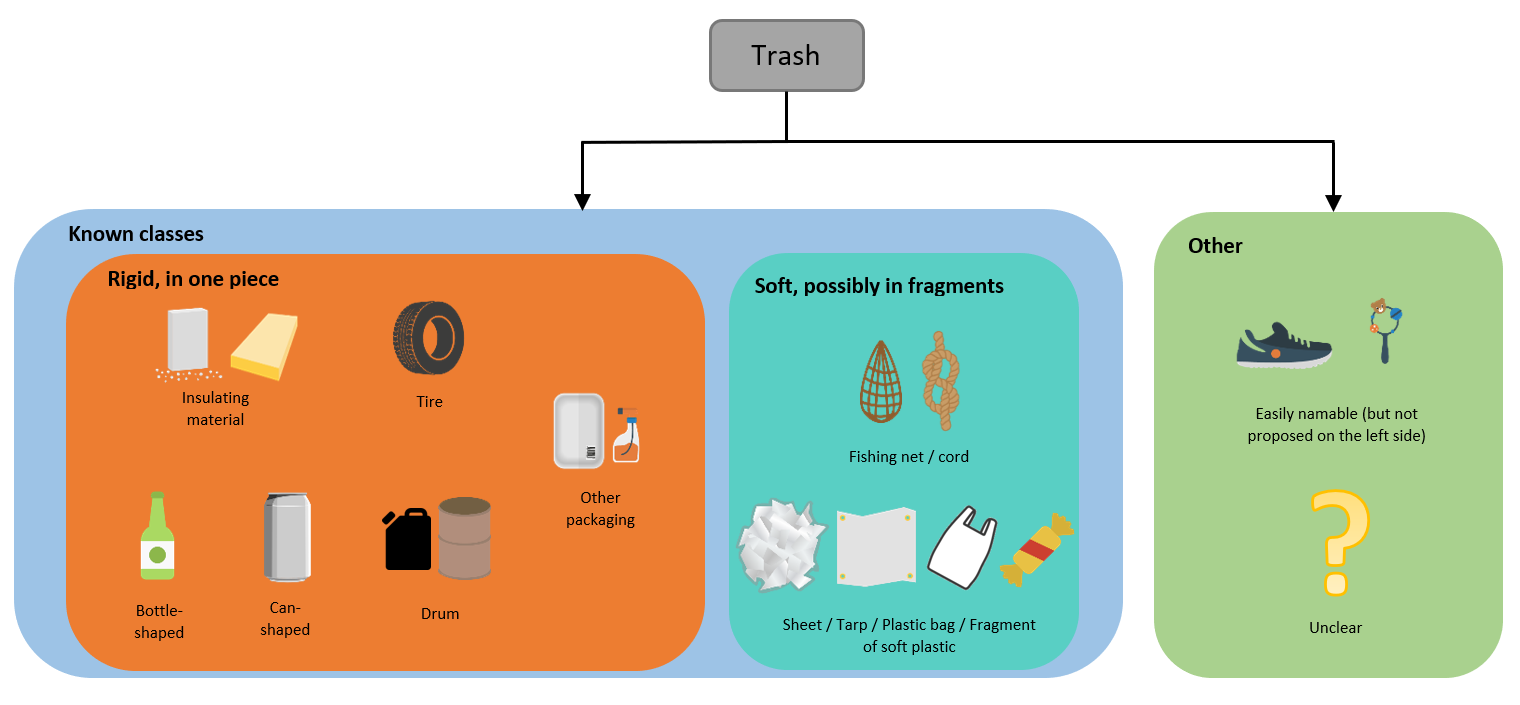 Trash
Known classes
Rigid, in one piece
Insulating
material
Tire
Other
packaging
Bottle-
shaped
Can-
shaped
Drum
Soft, possibly in fragments
Fishing net / cord
Sheet / Tarp / Plastic bag / Fragment
of soft plastic
Other
Easily namable (but not
proposed on the left side)
?
Unclear